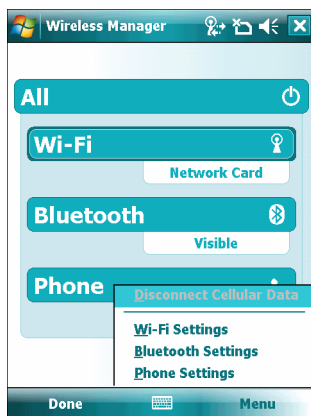 Wireless Manager
All
Wi-Fi
Network Card
Bluetooth
Visible
Phone
Disconnect Cellular Data
Wi-Fi Settings
Bluetooth Settings
Phone Settings
Done Menu